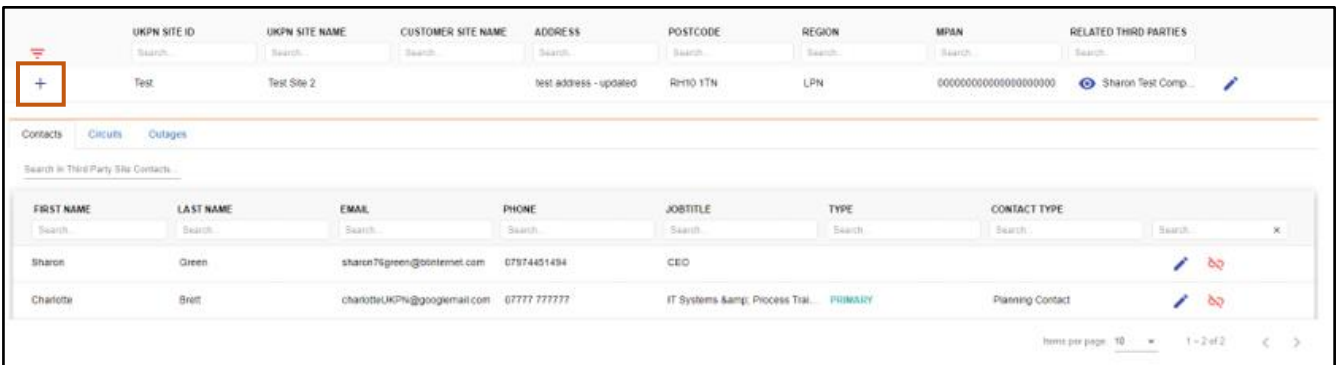 UKPN SITE ID UKPN SITE NAME CUSTOMER SITE NAME ADDRESS POSTCODE REGION MPAN RELATED THIRD PARTIES
Search... Search... Search... Search... Search... Search... Search... Search...
Test Test Site 2 test address - updated RH10 1TN LPN 000000000000000000000 Sharon Test Comp...
Contacts Circuits Outages
Search In Third Party Site Contacts...
FIRST NAME LAST NAME EMAIL PHONE JOBTITLE TYPE CONTACT TYPE
Search... Search... Search... Search... Search... Search... Search... Search...
Sharon Green sharon76green@btinternet.com 07974451494 CEO
Charlotte Brett charlotteUKPN@googlemail.com 07777 777777 IT Systems &amp; Process Trai... PRIMARY Planning Contact
Items per page: 10 1 – 2 of 2